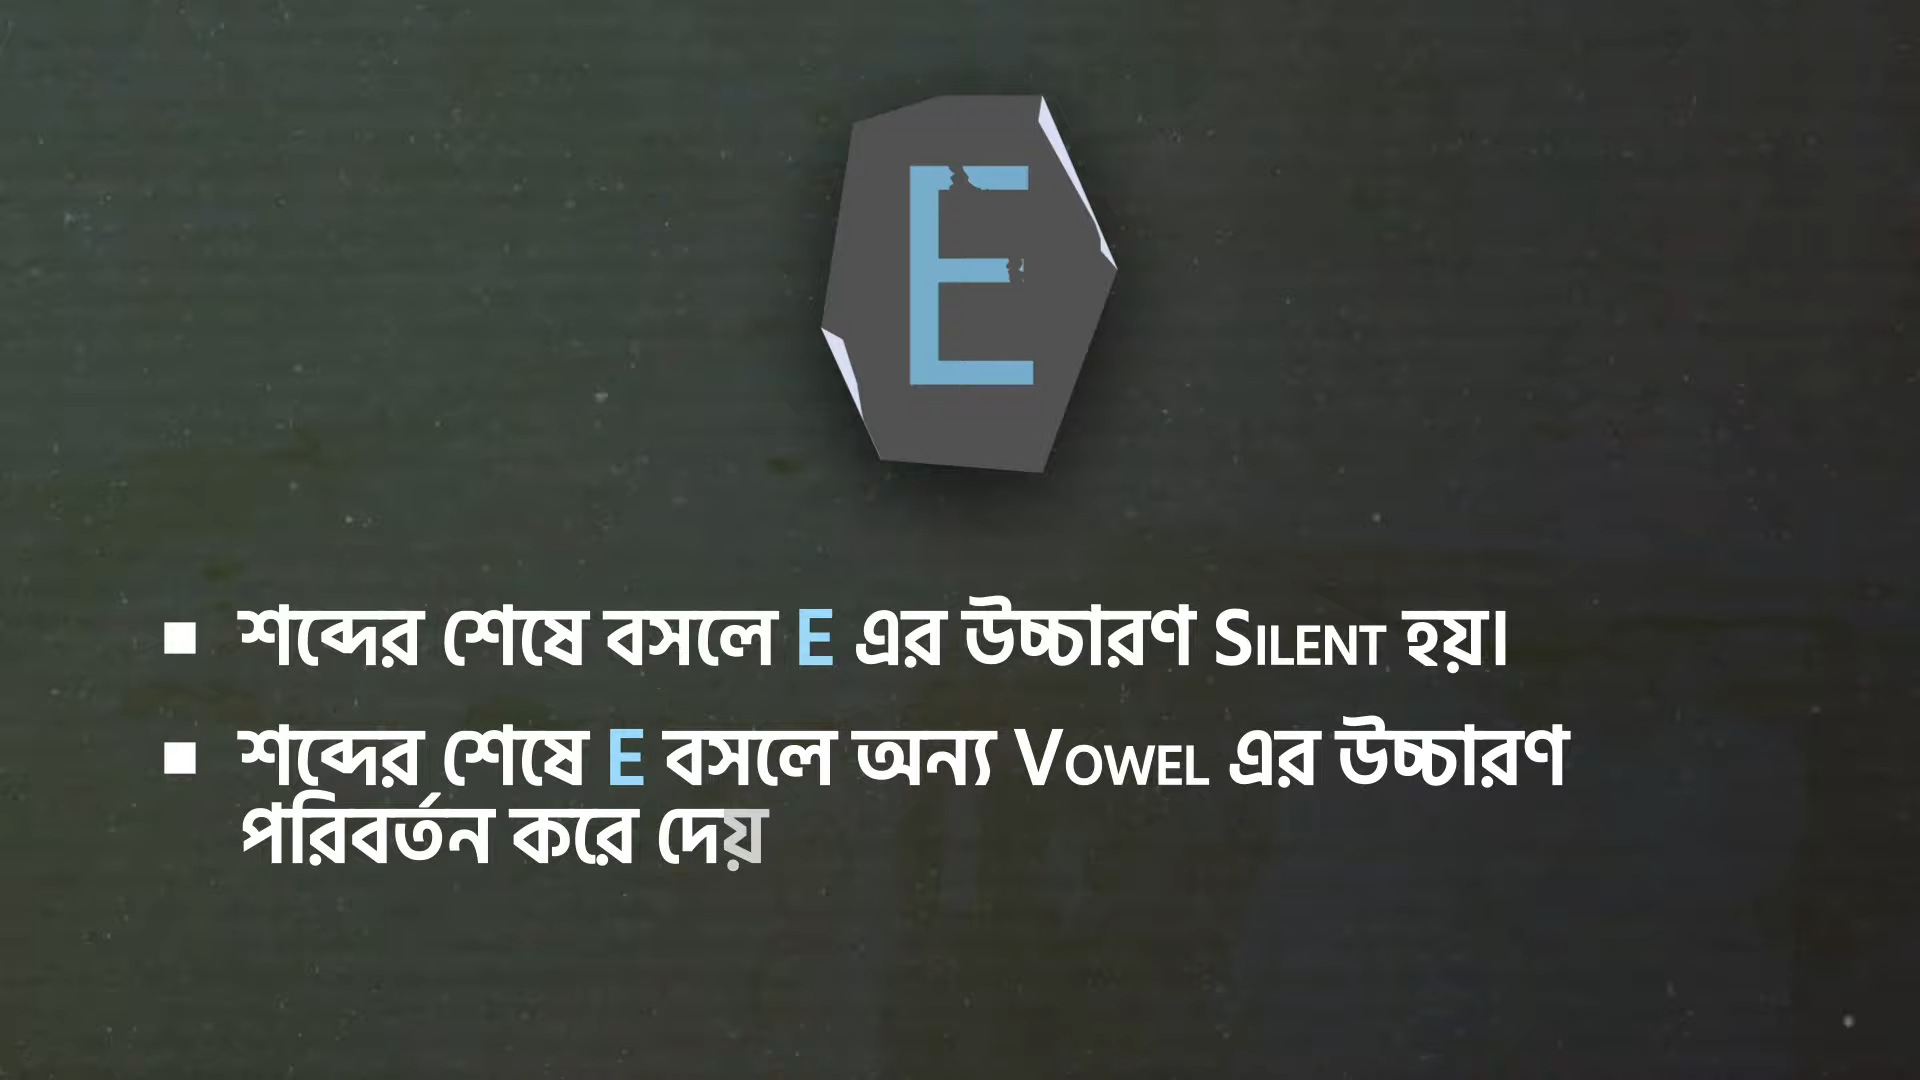 E
▪ শব্দের শেষে বসলে E এর উচ্চারণ Silent হয়।
▪ শব্দের শেষে E বসলে অন্য Vowel এর উচ্চারণ
পরিবর্তন করে দেয়